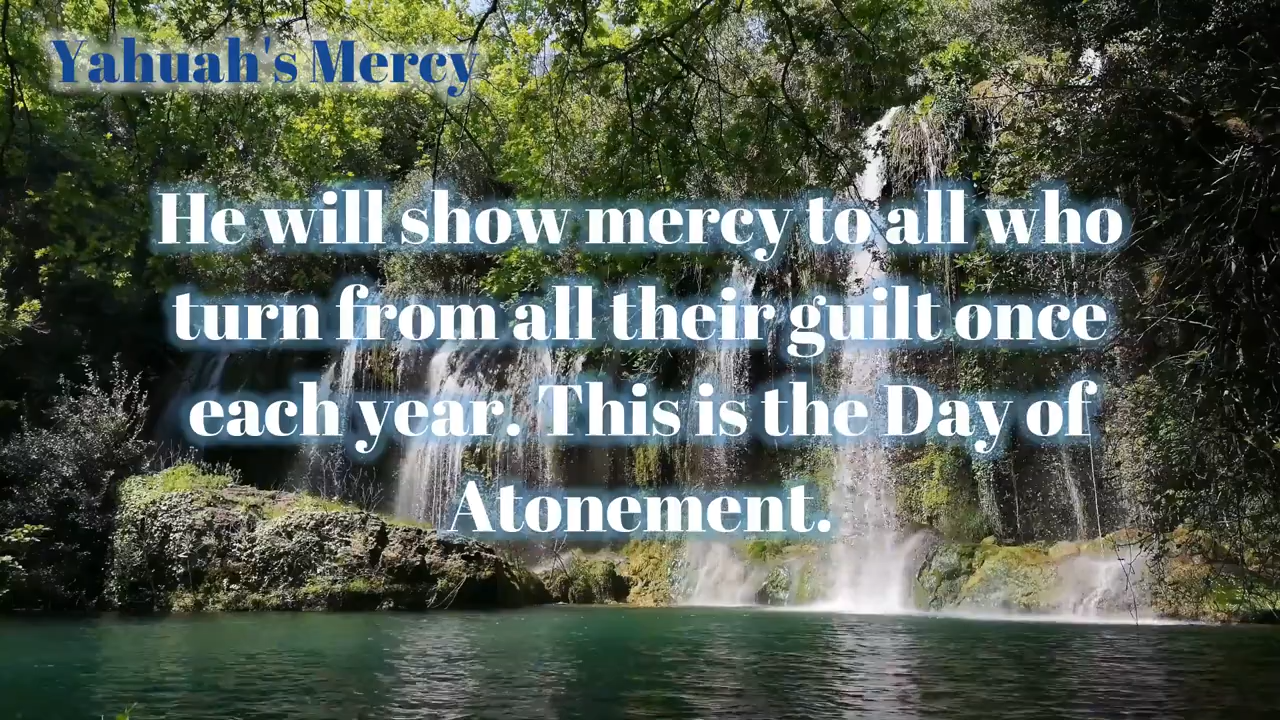 Yahuah's Mercy
He will show mercy to all who
turn from all their guilt once
each year. This is the Day of
Atonement.